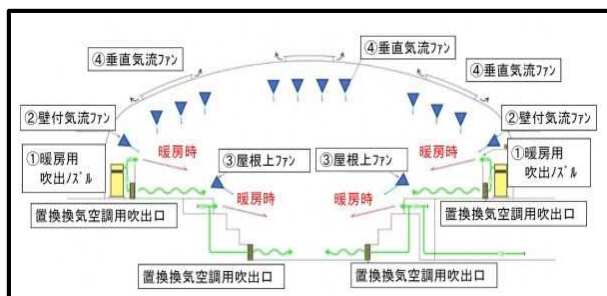 ④垂直気流ファン
④垂直気流ファン
④垂直気流ファン
②壁付気流ファン
②壁付気流ファン
①暖房用
吹出ノズル
暖房時
③屋根上ファン
③屋根上ファン
暖房時
①暖房用
吹出ノズル
暖房時
暖房時
置換換気空調用吹出口
置換換気空調用吹出口
置換換気空調用吹出口
置換換気空調用吹出口